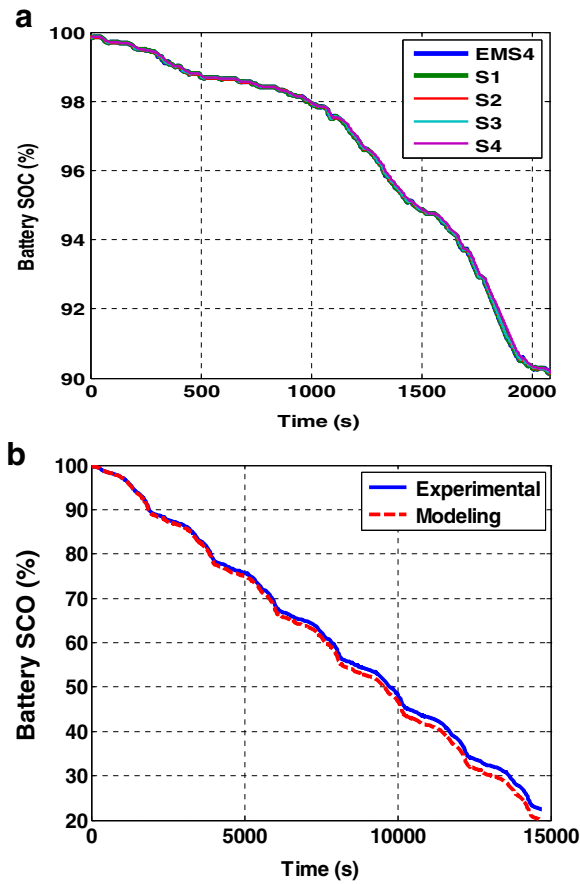 a
100
98
96
94
92
90
Battery SOC (%)
EMS4
S1
S2
S3
S4
0 500 1000 1500 2000
Time (s)
b
100
90
80
70
60
50
40
30
20
Battery SCO (%)
Experimental
Modeling
0 5000 10000 15000
Time (s)